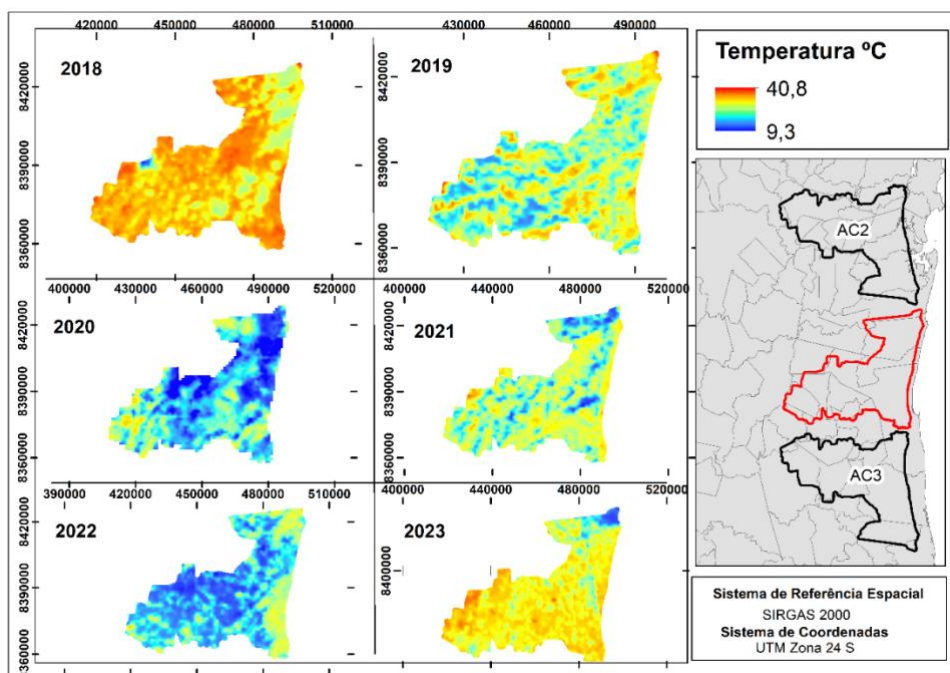 420000 450000 480000 510000
430000 460000 490000
2018
8420000
8390000
8360000
2019
8420000
8390000
8360000
400000 430000 460000 490000 520000
400000 440000 480000 520000
2020
8420000
8390000
8360000
2021
8420000
8390000
8360000
390000 420000 450000 480000 510000
400000 440000 480000 520000
2022
8420000
8390000
8360000
2023
8400000
Temperatura ºC
40,8
9,3
AC2
AC3
Sistema de Referência Espacial
SIRGAS 2000
Sistema de Coordenadas
UTM Zona 24 S